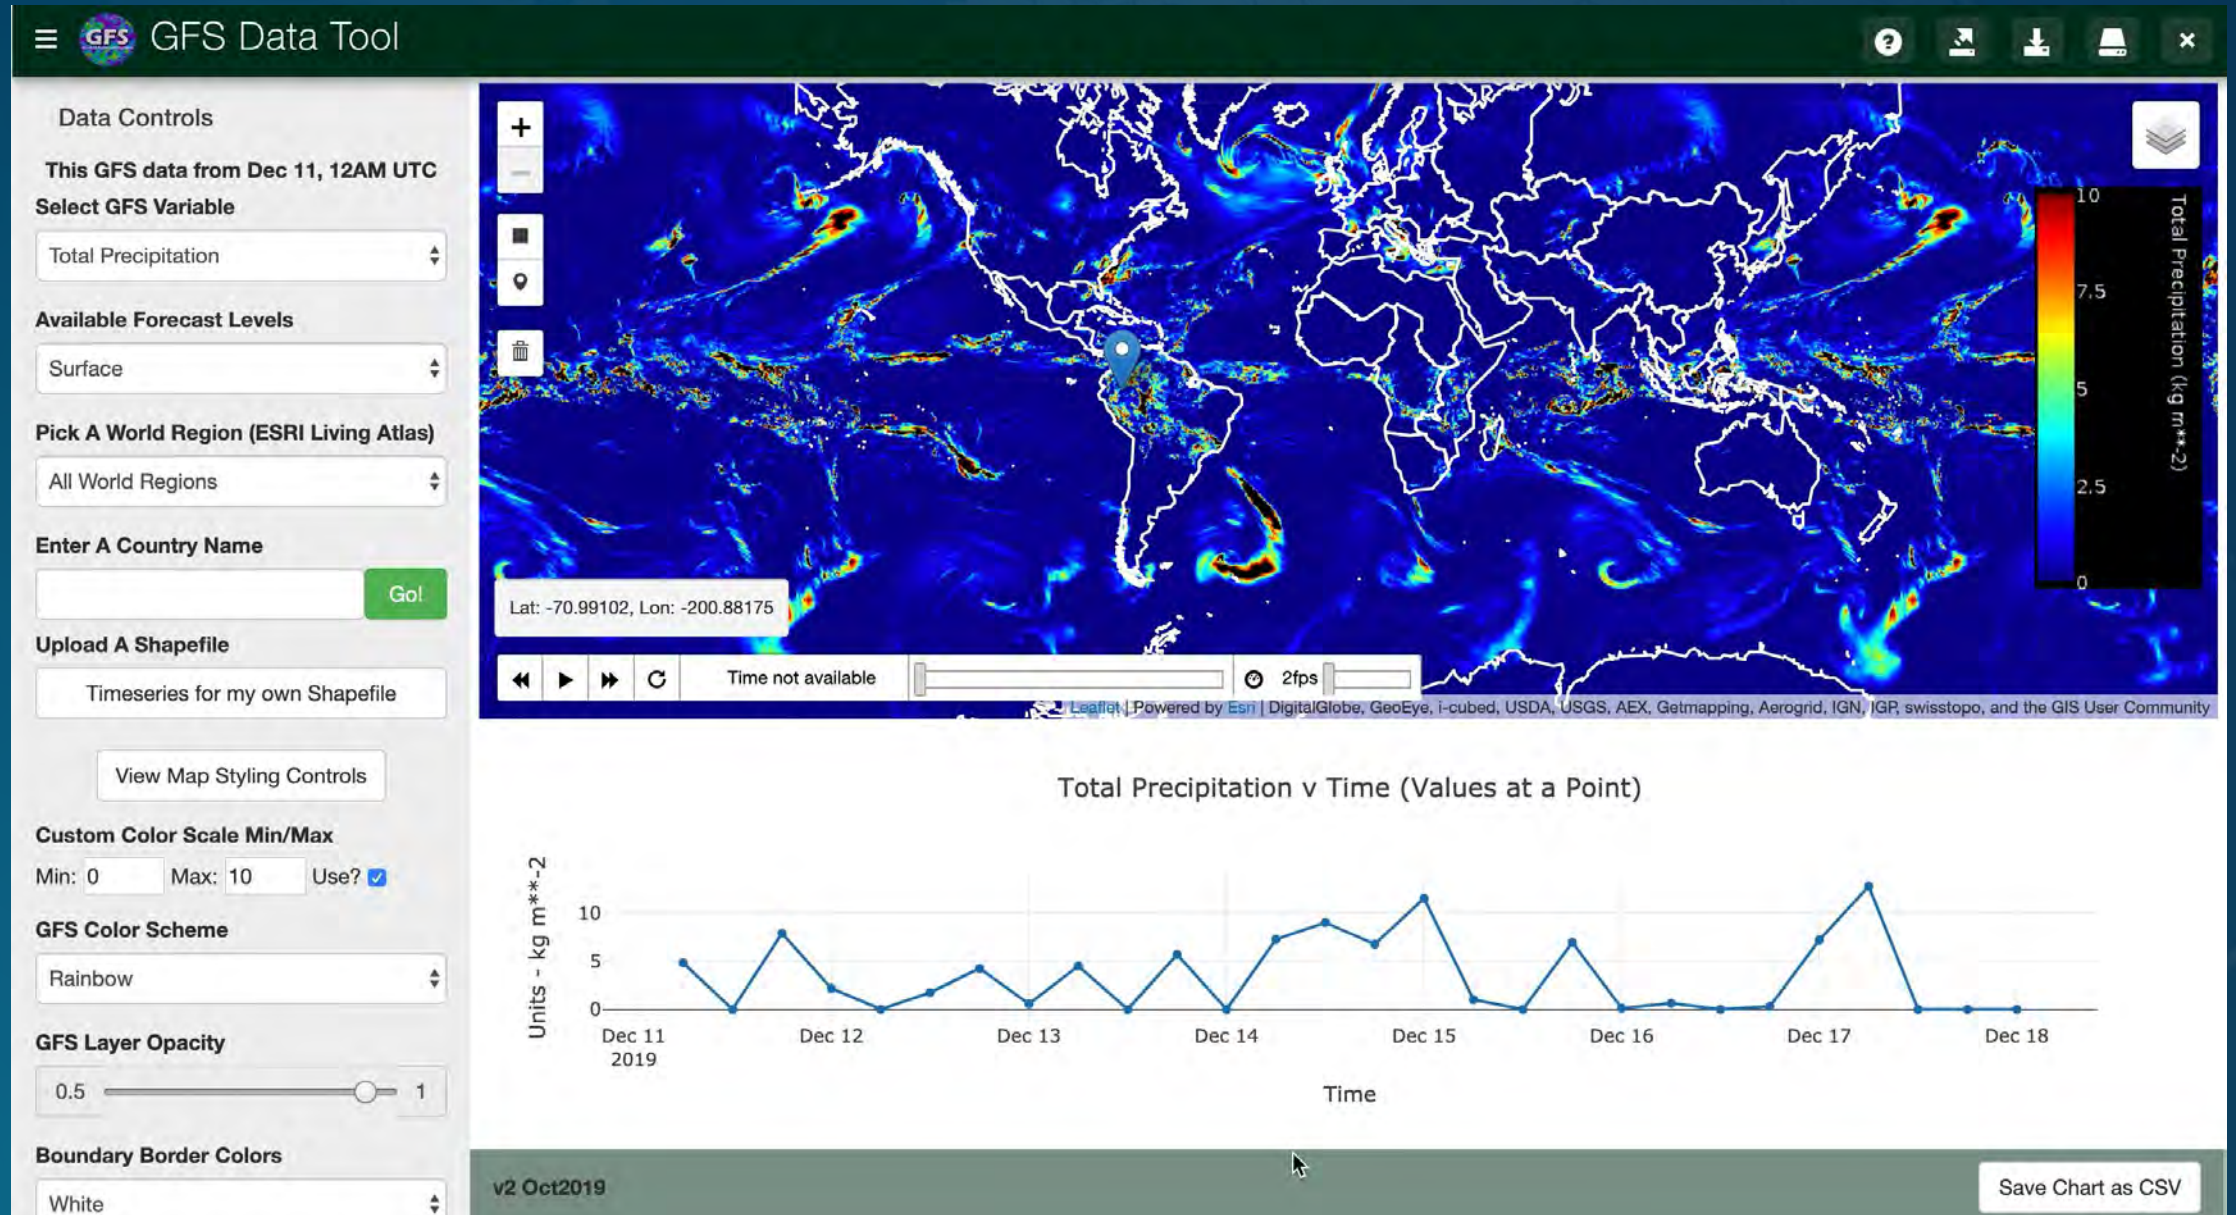 GFS GFS Data Tool
Data Controls
This GFS data from Dec 11, 12AM UTC
Select GFS Variable
Total Precipitation
Available Forecast Levels
Surface
Pick A World Region (ESRI Living Atlas)
All World Regions
Enter A Country Name
Go!
Upload A Shapefile
Timeseries for my own Shapefile
View Map Styling Controls
Custom Color Scale Min/Max
Min: 0 Max: 10 Use?
GFS Color Scheme
Rainbow
GFS Layer Opacity
0.5 1
Boundary Border Colors
White
+
10
7.5
5
2.5
0
Total Precipitation (kg m**-2)
Lat: -70.99102, Lon: -200.88175
Time not available 2fps
Leaflet | Powered by Esri | DigitalGlobe, GeoEye, i-cubed, USDA, USGS, AEX, Getmapping, Aerogrid, IGN, IGP, swisstopo, and the GIS User Community
Total Precipitation v Time (Values at a Point)
Units - kg m**-2
10
5
0
Dec 11 Dec 12 Dec 13 Dec 14 Dec 15 Dec 16 Dec 17 Dec 18
2019
Time
v2 Oct2019
Save Chart as CSV